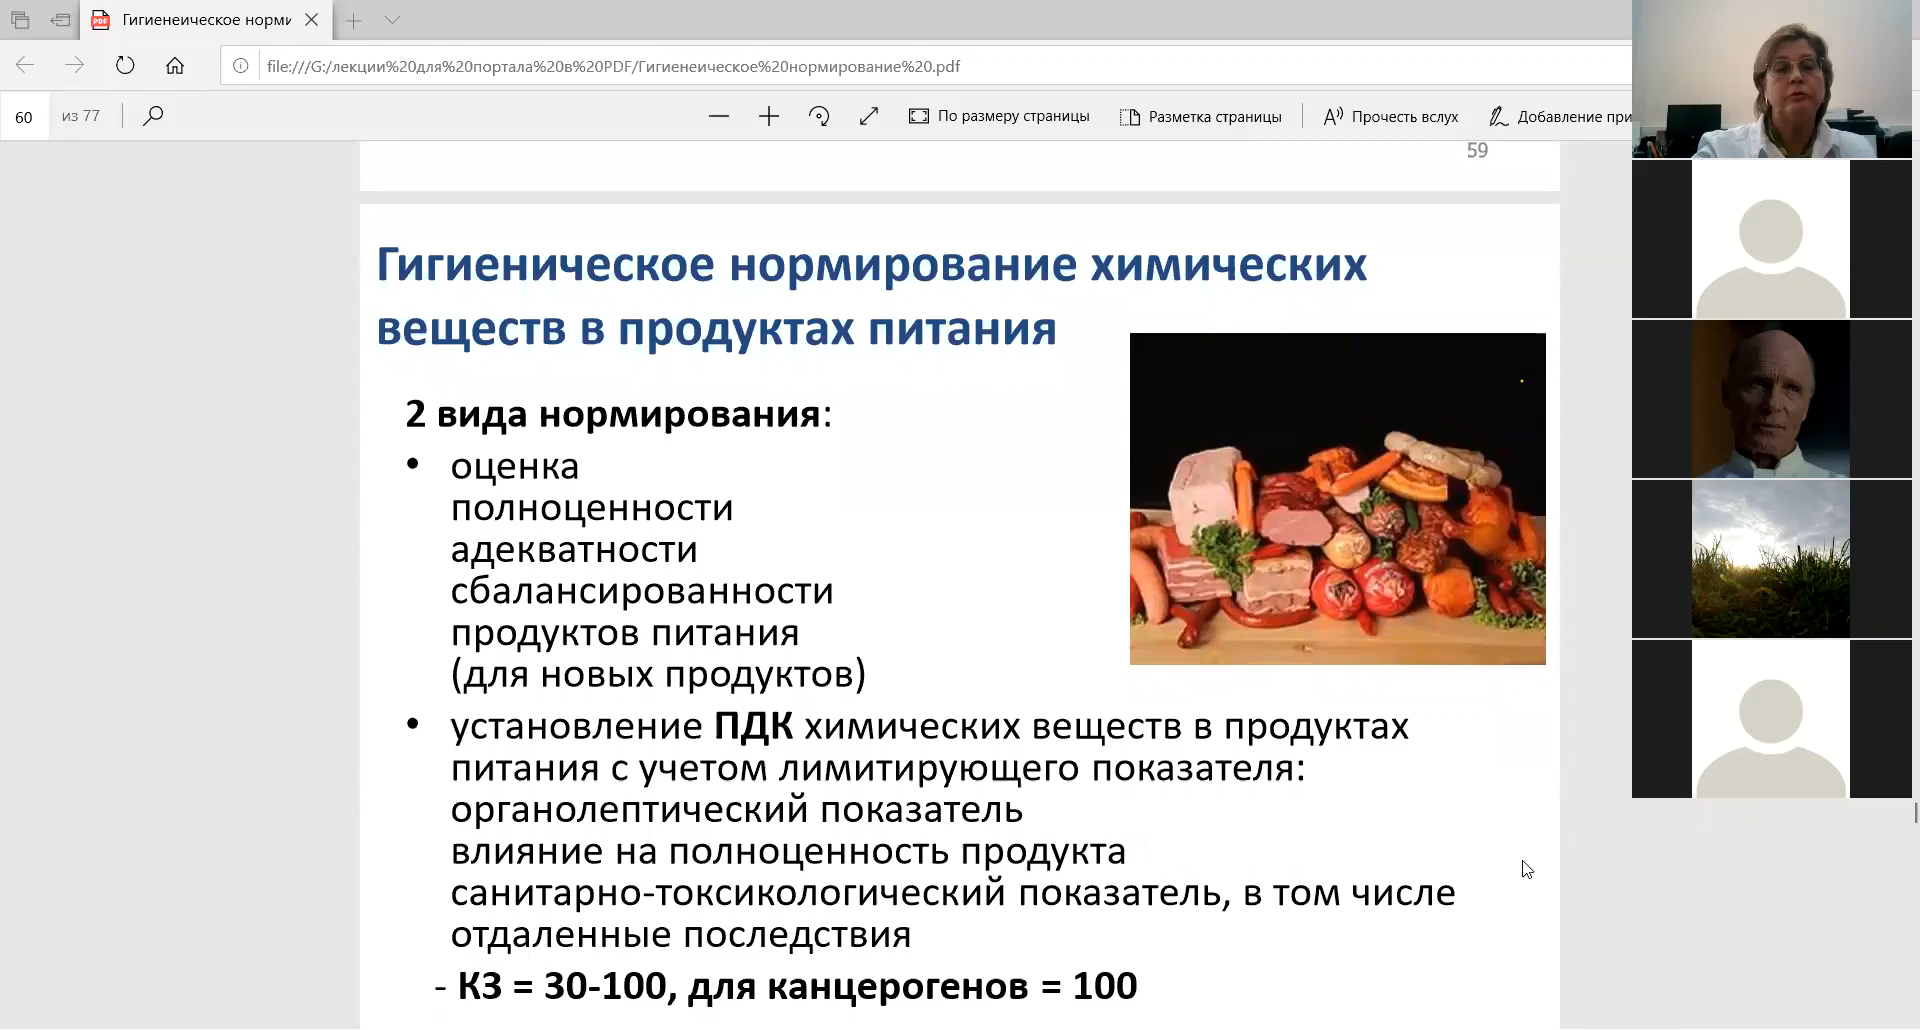 Гигиенеическое норми
file:///G:/лекции%20для%20портала%20в%20PDF/Гигиенеическое%20нормирование%20.pdf
60 из 77
По размеру страницы
Разметка страницы
Прочесть вслух
Добавление при
59
Гигиеническое нормирование химических
веществ в продуктах питания
2 вида нормирования:
• оценка
полноценности
адекватности
сбалансированности
продуктов питания
(для новых продуктов)
• установление ПДК химических веществ в продуктах
питания с учетом лимитирующего показателя:
органолептический показатель
влияние на полноценность продукта
санитарно-токсикологический показатель, в том числе
отдаленные последствия
- КЗ = 30-100, для канцерогенов = 100